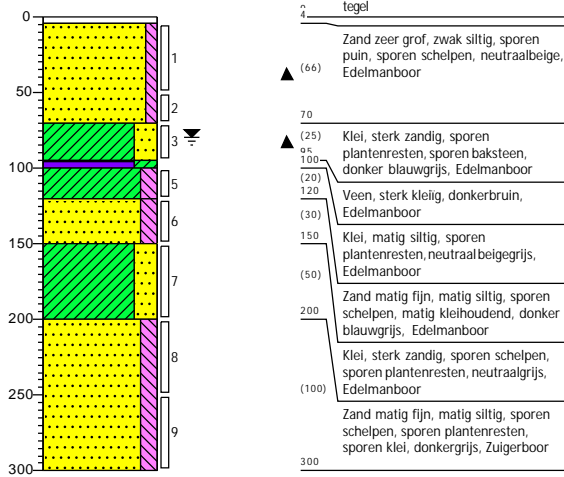 0
50
100
150
200
250
300
1
2
3
5
6
7
8
9
0
4
tegel
(66)
Zand zeer grof, zwak siltig, sporen
puin, sporen schelpen, neutraalbeige,
Edelmanboor
70
(25)
Klei, sterk zandig, sporen
plantenresten, sporen baksteen,
donker blauwgrijs, Edelmanboor
95
100
(20)
Veen, sterk kleiïg, donkerbruin,
Edelmanboor
120
(30)
Klei, matig siltig, sporen
plantenresten, neutraalbeigegrijs,
Edelmanboor
150
(50)
Zand matig fijn, matig siltig, sporen
schelpen, matig kleihoudend, donker
blauwgrijs, Edelmanboor
200
Klei, sterk zandig, sporen schelpen,
sporen plantenresten, neutraalgrijs,
Edelmanboor
(100)
Zand matig fijn, matig siltig, sporen
schelpen, sporen plantenresten,
sporen klei, donkergrijs, Zuigerboor
300